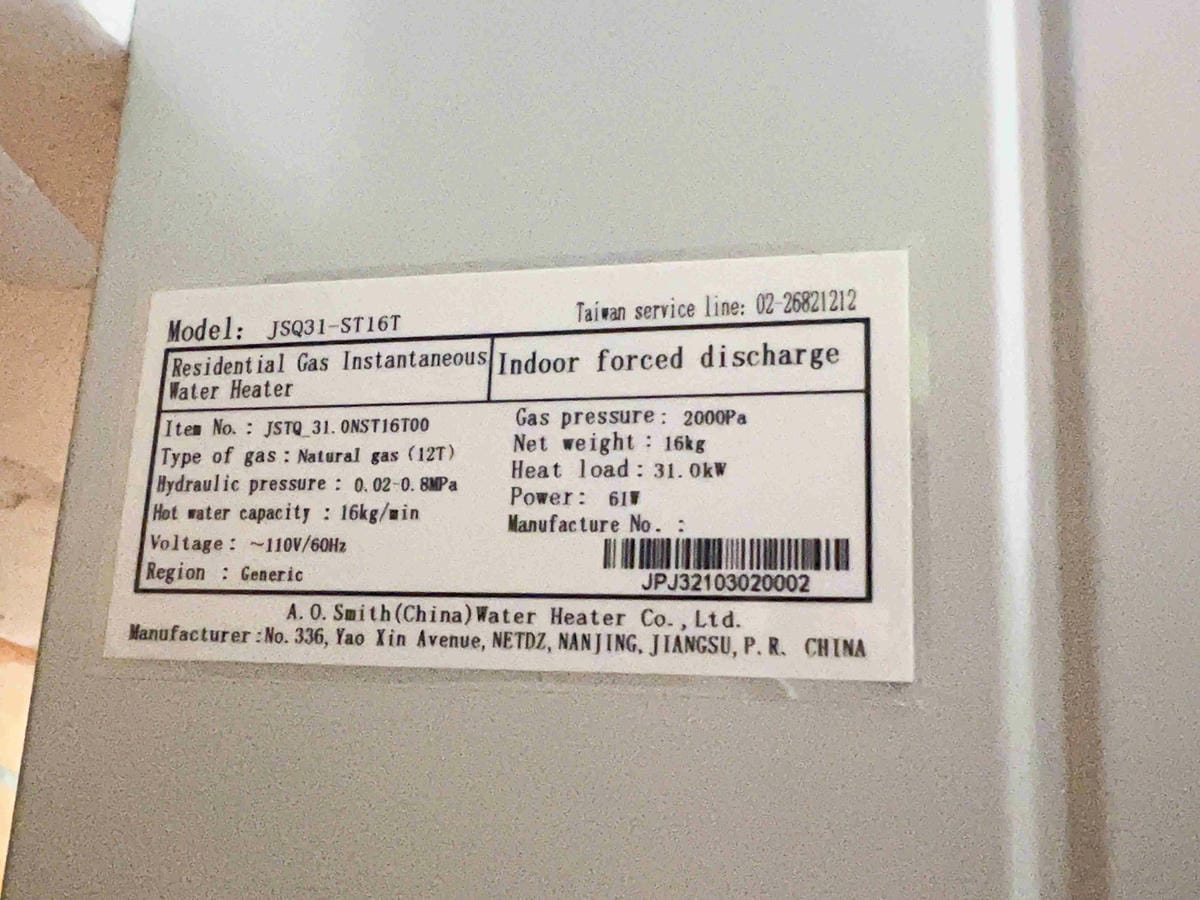 Model: JSQ31-ST16T
Taiwan service line: 02-26821212
Residential Gas Instantaneous
Water Heater
Indoor forced discharge
Item No. : JSTQ_31.0NST16T00
Type of gas : Natural gas (12T)
Hydraulic pressure : 0.02-0.8MPa
Hot water capacity : 16kg/min
Voltage : ~110V/60Hz
Region : Generic
Gas pressure : 2000Pa
Net weight : 16kg
Heat load : 31.0kW
Power: 61W
Manufacture No. :
JPJ32103020002
A.O.Smith(China)Water Heater Co.,Ltd.
Manufacturer:No.336, Yao Xin Avenue, NETDZ, NANJING, JIANGSU, P.R. CHINA